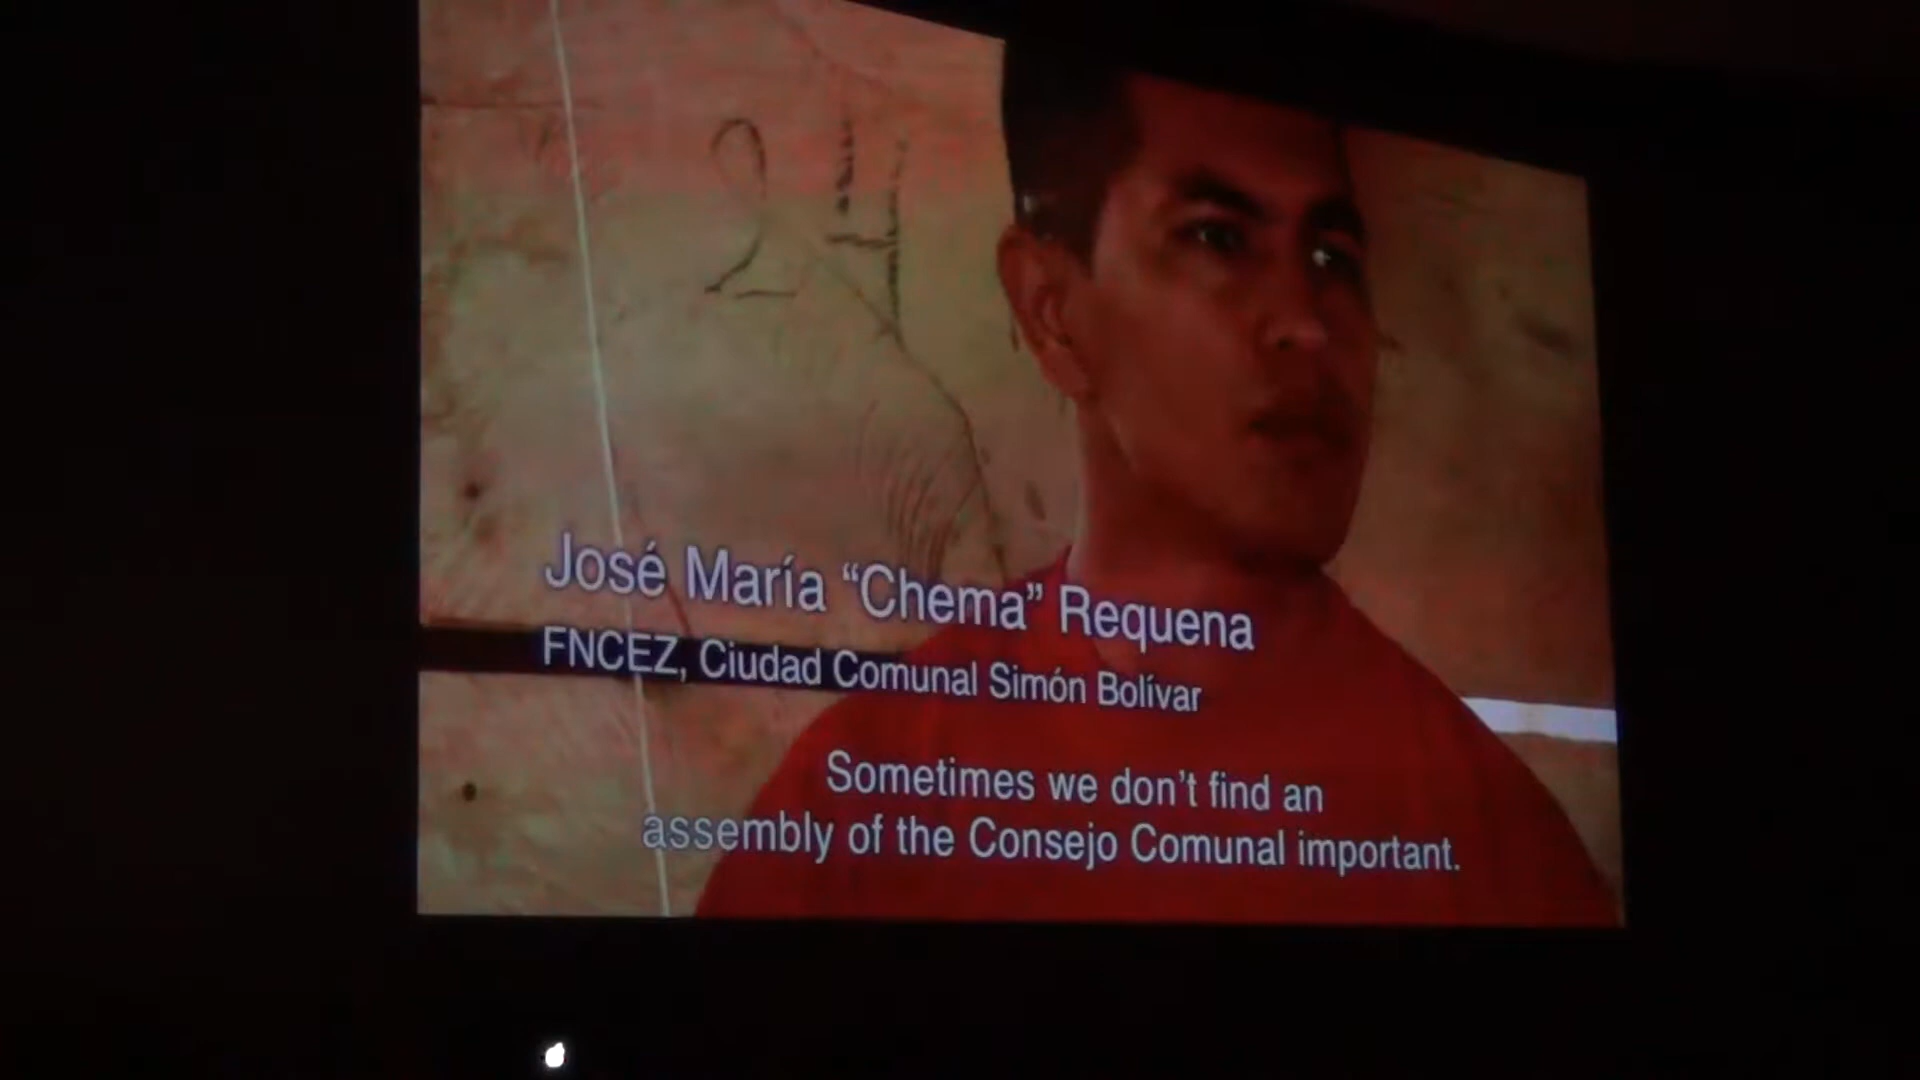 24
José María “Chema” Requena
FNCEZ, Ciudad Comunal Simón Bolívar
Sometimes we don't find an
assembly of the Consejo Comunal important.